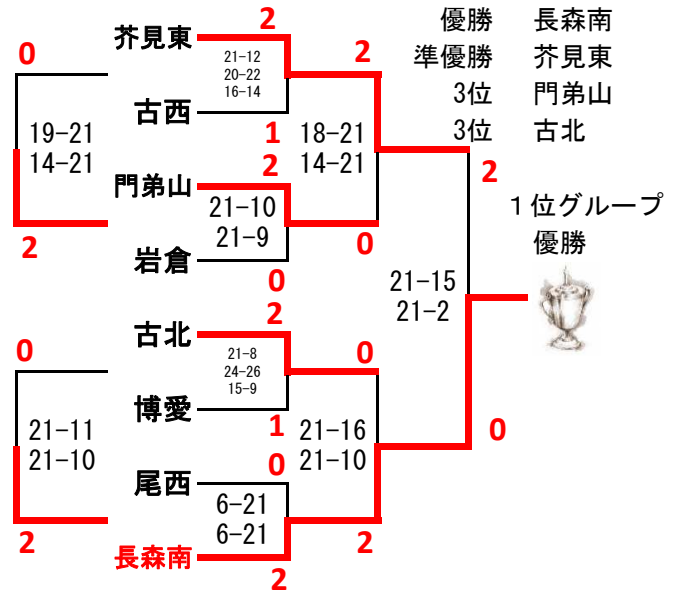 優勝 長森南
準優勝 芥見東
3位 門弟山
3位 古北
1位グループ
優勝
0
19-21
14-21
2
芥見東
2
21-12
20-22
16-14
古西
1
2
門弟山
2
21-10
21-9
岩倉
0
18-21
14-21
0
2
21-15
21-2
0
0
21-11
21-10
2
古北
2
21-8
24-26
15-9
博愛
1
0
尾西
0
6-21
6-21
長森南
2
21-16
21-10
2